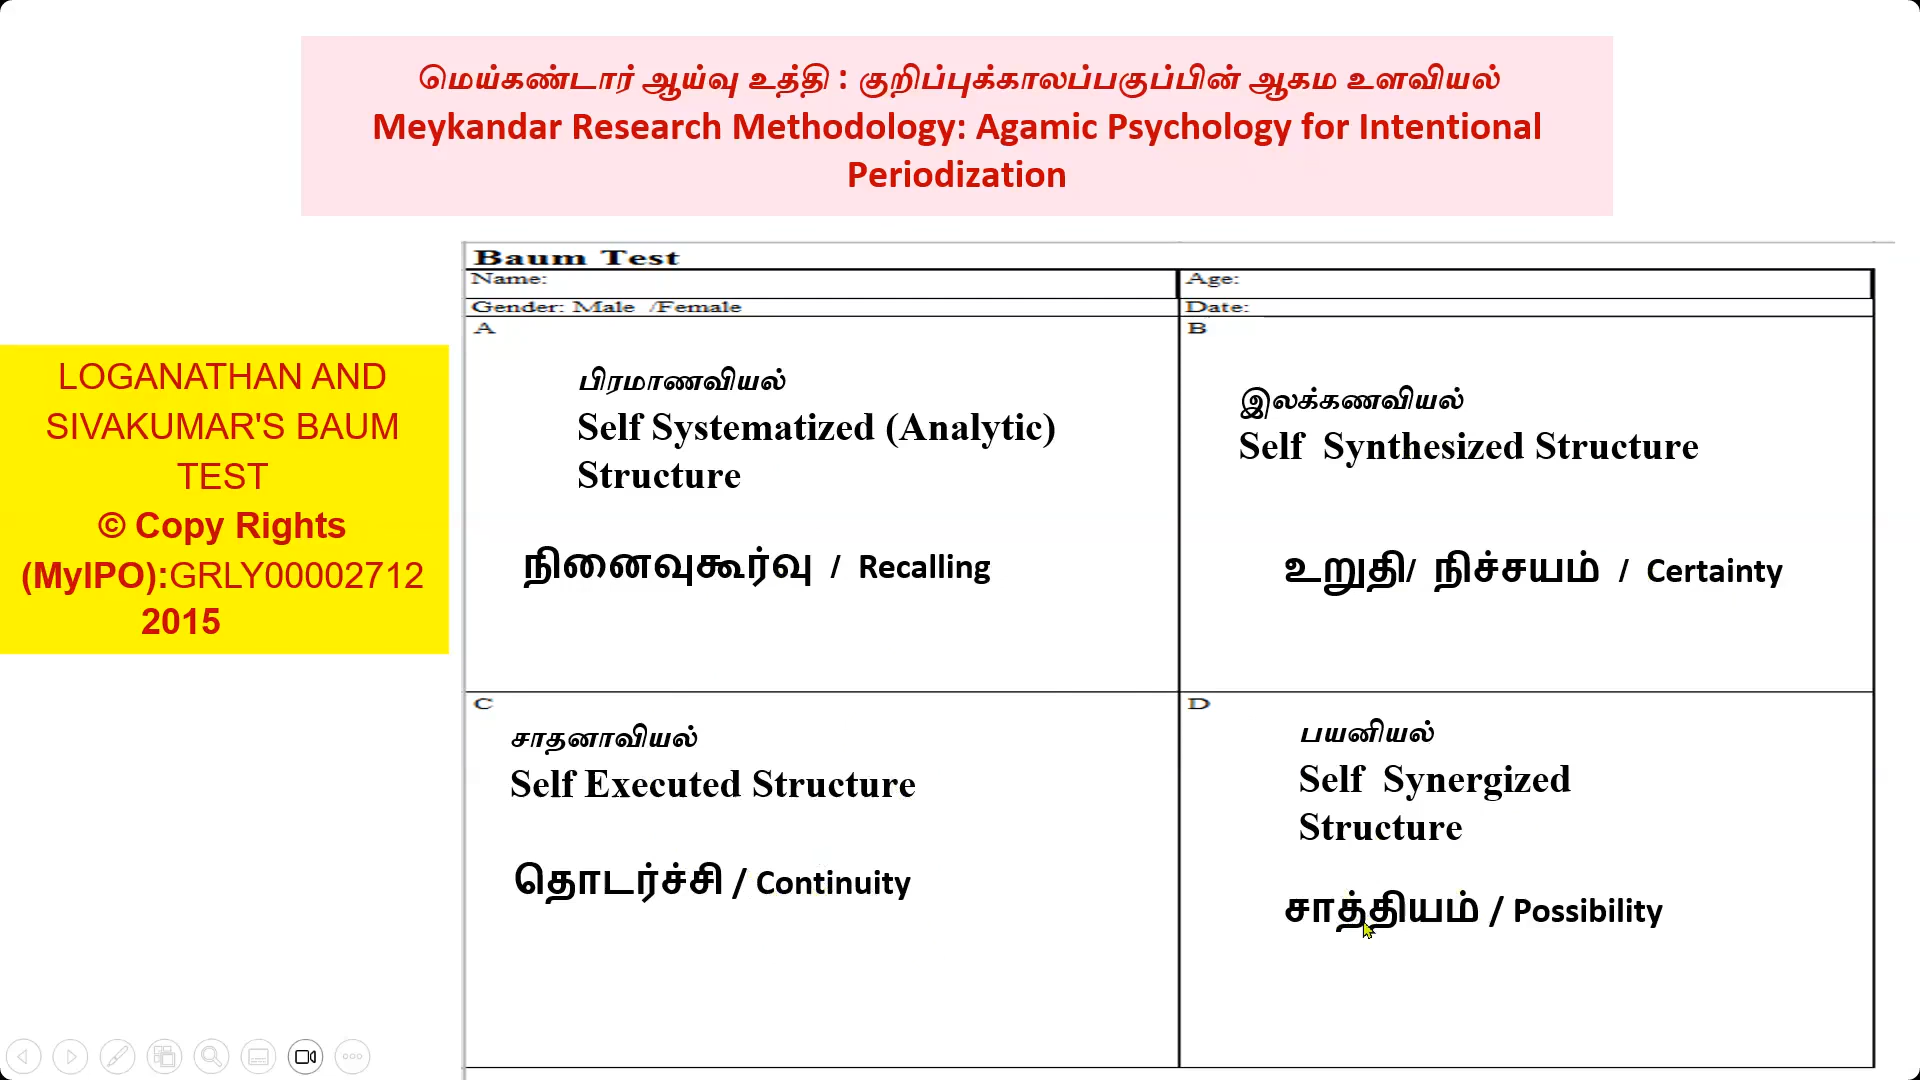 மெய்கண்டார் ஆய்வு உத்தி : குறிப்புக்காலப்பகுப்பின் ஆகம உளவியல்
Meykandar Research Methodology: Agamic Psychology for Intentional
Periodization
LOGANATHAN AND
SIVAKUMAR'S BAUM
TEST
© Copy Rights
(MyIPO):GRLY00002712
2015
Baum Test
Name:
Age:
Gender: Male /Female
Date:
A
பிரமாணவியல்
Self Systematized (Analytic)
Structure
நினைவுகூர்வு / Recalling
B
இலக்கணவியல்
Self Synthesized Structure
உறுதி/ நிச்சயம் / Certainty
C
சாதனாவியல்
Self Executed Structure
தொடர்ச்சி / Continuity
D
பயனியல்
Self Synergized
Structure
சாத்தியம் / Possibility